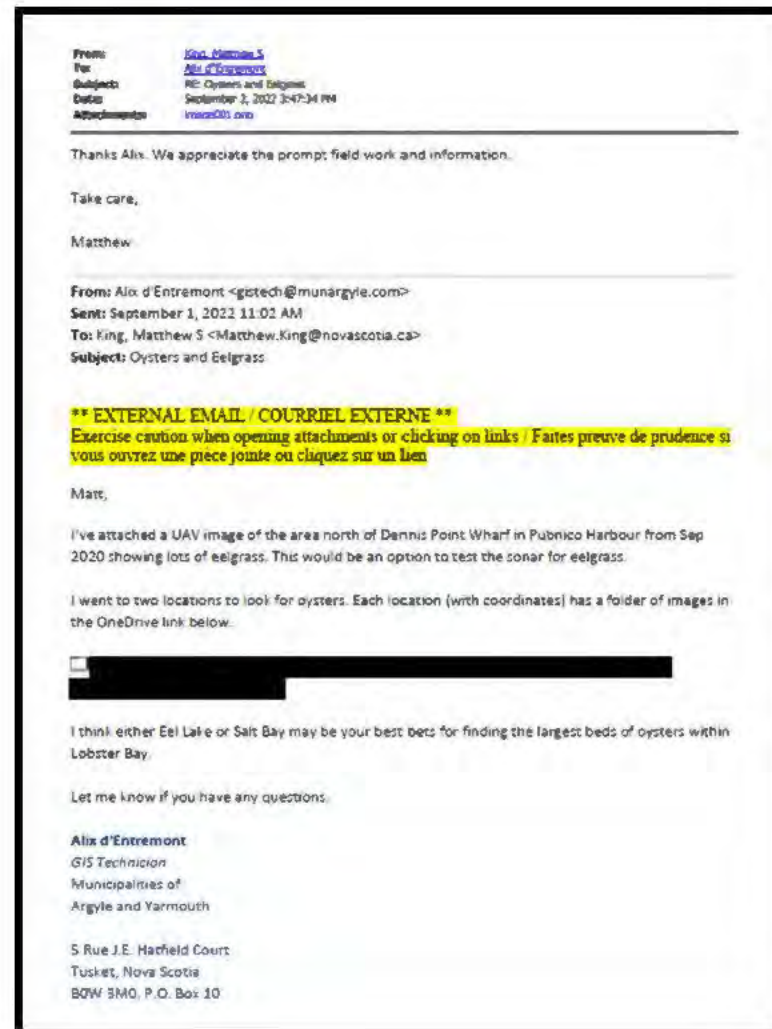 From: King, Matthew S
To: Alix d'Entremont
Subject: RE: Oysters and Eelgrass
Date: September 2, 2022 3:47:34 PM
Attachments: image001.png
Thanks Alix. We appreciate the prompt field work and information.
Take care,
Matthew
From: Alix d'Entremont <gistech@munargyle.com>
Sent: September 1, 2022 11:02 AM
To: King, Matthew S <Matthew.King@novascotia.ca>
Subject: Oysters and Eelgrass
** EXTERNAL EMAIL / COURRIEL EXTERNE **
Exercise caution when opening attachments or clicking on links / Faites preuve de prudence si
vous ouvrez une pièce jointe ou cliquez sur un lien
Matt,
I've attached a UAV image of the area north of Dennis Point Wharf in Pubnico Harbour from Sep
2020 showing lots of eelgrass. This would be an option to test the sonar for eelgrass.
I went to two locations to look for oysters. Each location (with coordinates) has a folder of images in
the OneDrive link below.
I think either Eel Lake or Salt Bay may be your best bets for finding the largest beds of oysters within
Lobster Bay.
Let me know if you have any questions.
Alix d'Entremont
GIS Technician
Municipalities of
Argyle and Yarmouth
5 Rue J.E. Hatfield Court
Tusket, Nova Scotia
B0W 3M0, P.O. Box 10